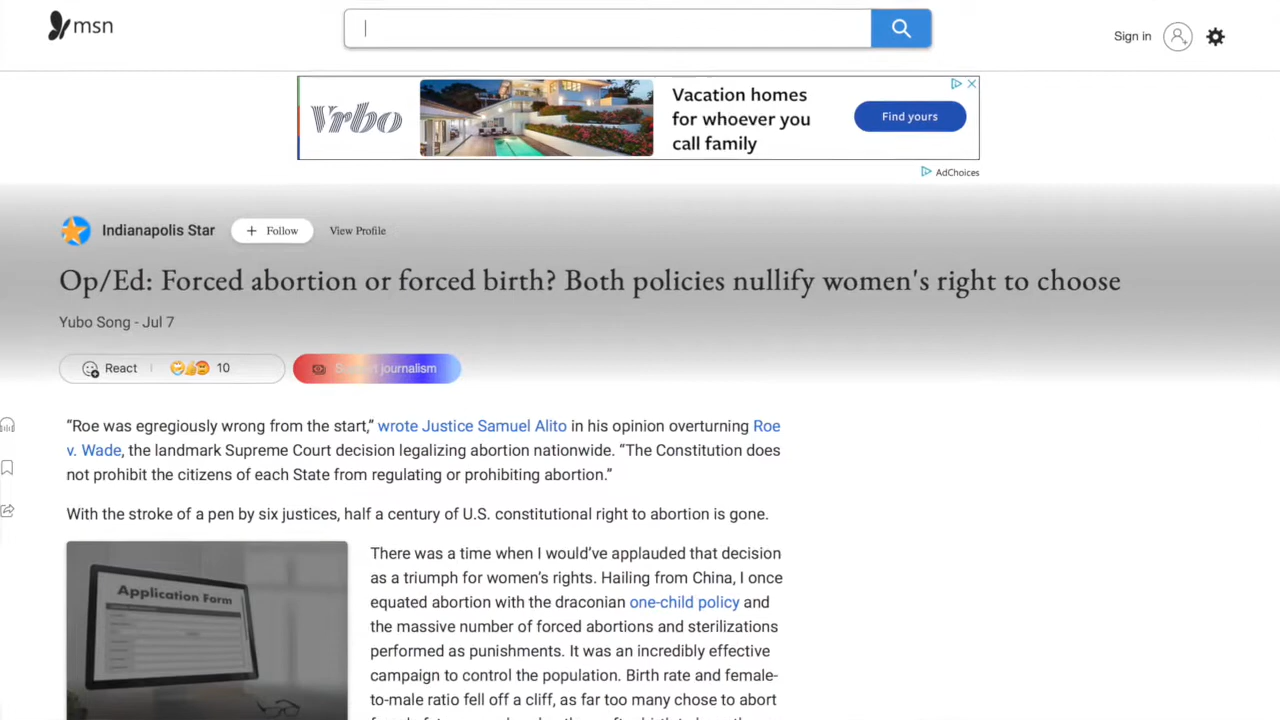 msn
Sign in
Vrbo
Vacation homes
for whoever you
call family
Find yours
AdChoices
Indianapolis Star
+ Follow
View Profile
Op/Ed: Forced abortion or forced birth? Both policies nullify women's right to choose
Yubo Song - Jul 7
React
10
Support journalism
“Roe was egregiously wrong from the start,” wrote Justice Samuel Alito in his opinion overturning Roe
v. Wade, the landmark Supreme Court decision legalizing abortion nationwide. “The Constitution does
not prohibit the citizens of each State from regulating or prohibiting abortion.”
With the stroke of a pen by six justices, half a century of U.S. constitutional right to abortion is gone.
Application Form
There was a time when I would’ve applauded that decision
as a triumph for women’s rights. Hailing from China, I once
equated abortion with the draconian one-child policy and
the massive number of forced abortions and sterilizations
performed as punishments. It was an incredibly effective
campaign to control the population. Birth rate and female-
to-male ratio fell off a cliff, as far too many chose to abort